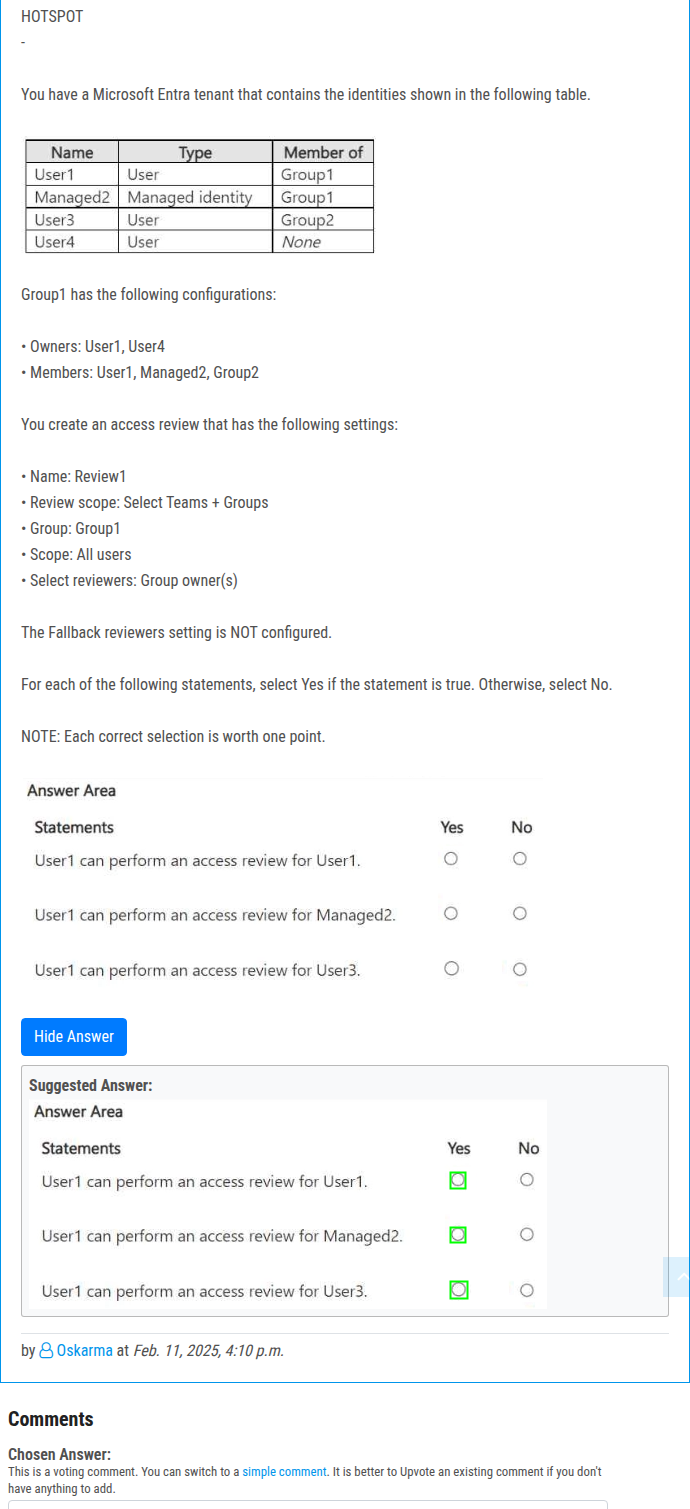 HOTSPOT
-
You have a Microsoft Entra tenant that contains the identities shown in the following table.
Name Type Member of
User1 User Group1
Managed2 Managed identity Group1
User3 User Group2
User4 User None
Group1 has the following configurations:
• Owners: User1, User4
• Members: User1, Managed2, Group2
You create an access review that has the following settings:
• Name: Review1
• Review scope: Select Teams + Groups
• Group: Group1
• Scope: All users
• Select reviewers: Group owner(s)
The Fallback reviewers setting is NOT configured.
For each of the following statements, select Yes if the statement is true. Otherwise, select No.
NOTE: Each correct selection is worth one point.
Answer Area
Statements Yes No
User1 can perform an access review for User1.
User1 can perform an access review for Managed2.
User1 can perform an access review for User3.
Hide Answer
Suggested Answer:
Answer Area
Statements Yes No
User1 can perform an access review for User1.
User1 can perform an access review for Managed2.
User1 can perform an access review for User3.
by Oskarma at Feb. 11, 2025, 4:10 p.m.
Comments
Chosen Answer:
This is a voting comment. You can switch to a simple comment. It is better to Upvote an existing comment if you don't
have anything to add.